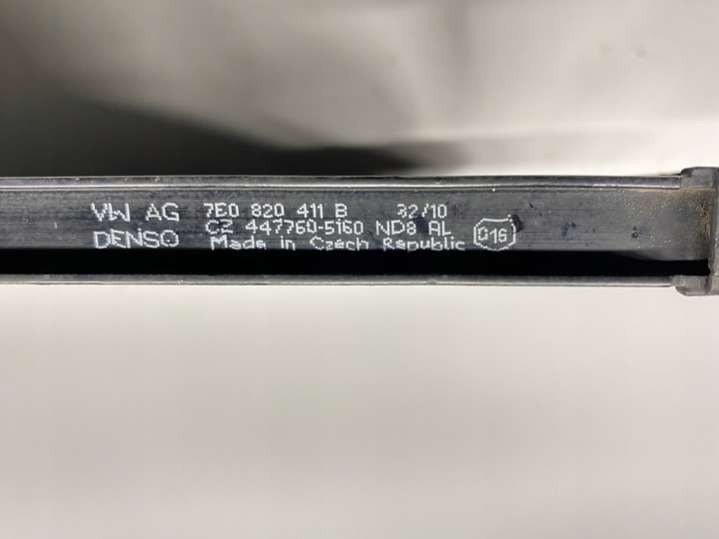 VW AG 7E0 820 411 B 32/10
DENSO CZ 447760-5160 ND8 AL
Made in Czech Republic 016